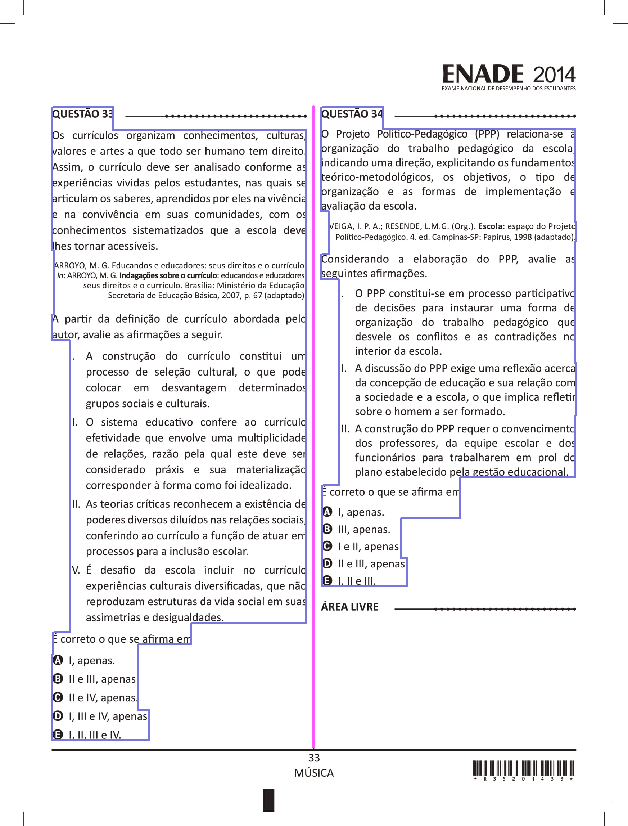 ENADE 2014
EXAME NACIONAL DE DESEMPENHO DOS ESTUDANTES
QUESTÃO 33
Os currículos organizam conhecimentos, culturas,
valores e artes a que todo ser humano tem direito.
Assim, o currículo deve ser analisado conforme as
experiências vividas pelos estudantes, nas quais se
articulam os saberes, aprendidos por eles na vivência
e na convivência em suas comunidades, com os
conhecimentos sistematizados que a escola deve
lhes tornar acessíveis.
ARROYO, M. G. Educandos e educadores: seus direitos e o currículo.
In: ARROYO, M. G. Indagações sobre o currículo: educandos e educadores
seus direitos e o currículo. Brasília: Ministério da Educação
Secretaria de Educação Básica, 2007, p. 67 (adaptado)
A partir da definição de currículo abordada pelo
autor, avalie as afirmações a seguir.
I. A construção do currículo constitui um
processo de seleção cultural, o que pode
colocar em desvantagem determinados
grupos sociais e culturais.
II. O sistema educativo confere ao currículo
efetividade que envolve uma multiplicidade
de relações, razão pela qual este deve ser
considerado práxis e sua materialização
corresponder à forma como foi idealizado.
III. As teorias críticas reconhecem a existência de
poderes diversos diluídos nas relações sociais,
conferindo ao currículo a função de atuar em
processos para a inclusão escolar.
IV. É desafio da escola incluir no currículo
experiências culturais diversificadas, que não
reproduzam estruturas da vida social em suas
assimetrias e desigualdades.
É correto o que se afirma em
A I, apenas.
B II e III, apenas
C II e IV, apenas.
D I, III e IV, apenas
E I, II, III e IV.
QUESTÃO 34
O Projeto Político-Pedagógico (PPP) relaciona-se à
organização do trabalho pedagógico da escola,
indicando uma direção, explicitando os fundamentos
teórico-metodológicos, os objetivos, o tipo de
organização e as formas de implementação e
avaliação da escola.
VEIGA, I. P. A.; RESENDE, L.M.G. (Org.). Escola: espaço do Projeto
Político-Pedagógico. 4. ed. Campinas-SP: Papirus, 1998 (adaptado).
Considerando a elaboração do PPP, avalie as
seguintes afirmações.
I. O PPP constitui-se em processo participativo
de decisões para instaurar uma forma de
organização do trabalho pedagógico que
desvele os conflitos e as contradições no
interior da escola.
II. A discussão do PPP exige uma reflexão acerca
da concepção de educação e sua relação com
a sociedade e a escola, o que implica refletir
sobre o homem a ser formado.
III. A construção do PPP requer o convencimento
dos professores, da equipe escolar e dos
funcionários para trabalharem em prol do
plano estabelecido pela gestão educacional.
É correto o que se afirma em
A I, apenas.
B III, apenas.
C I e II, apenas
D II e III, apenas
E I, II e III.
ÁREA LIVRE
33
MÚSICA
*R35201433*